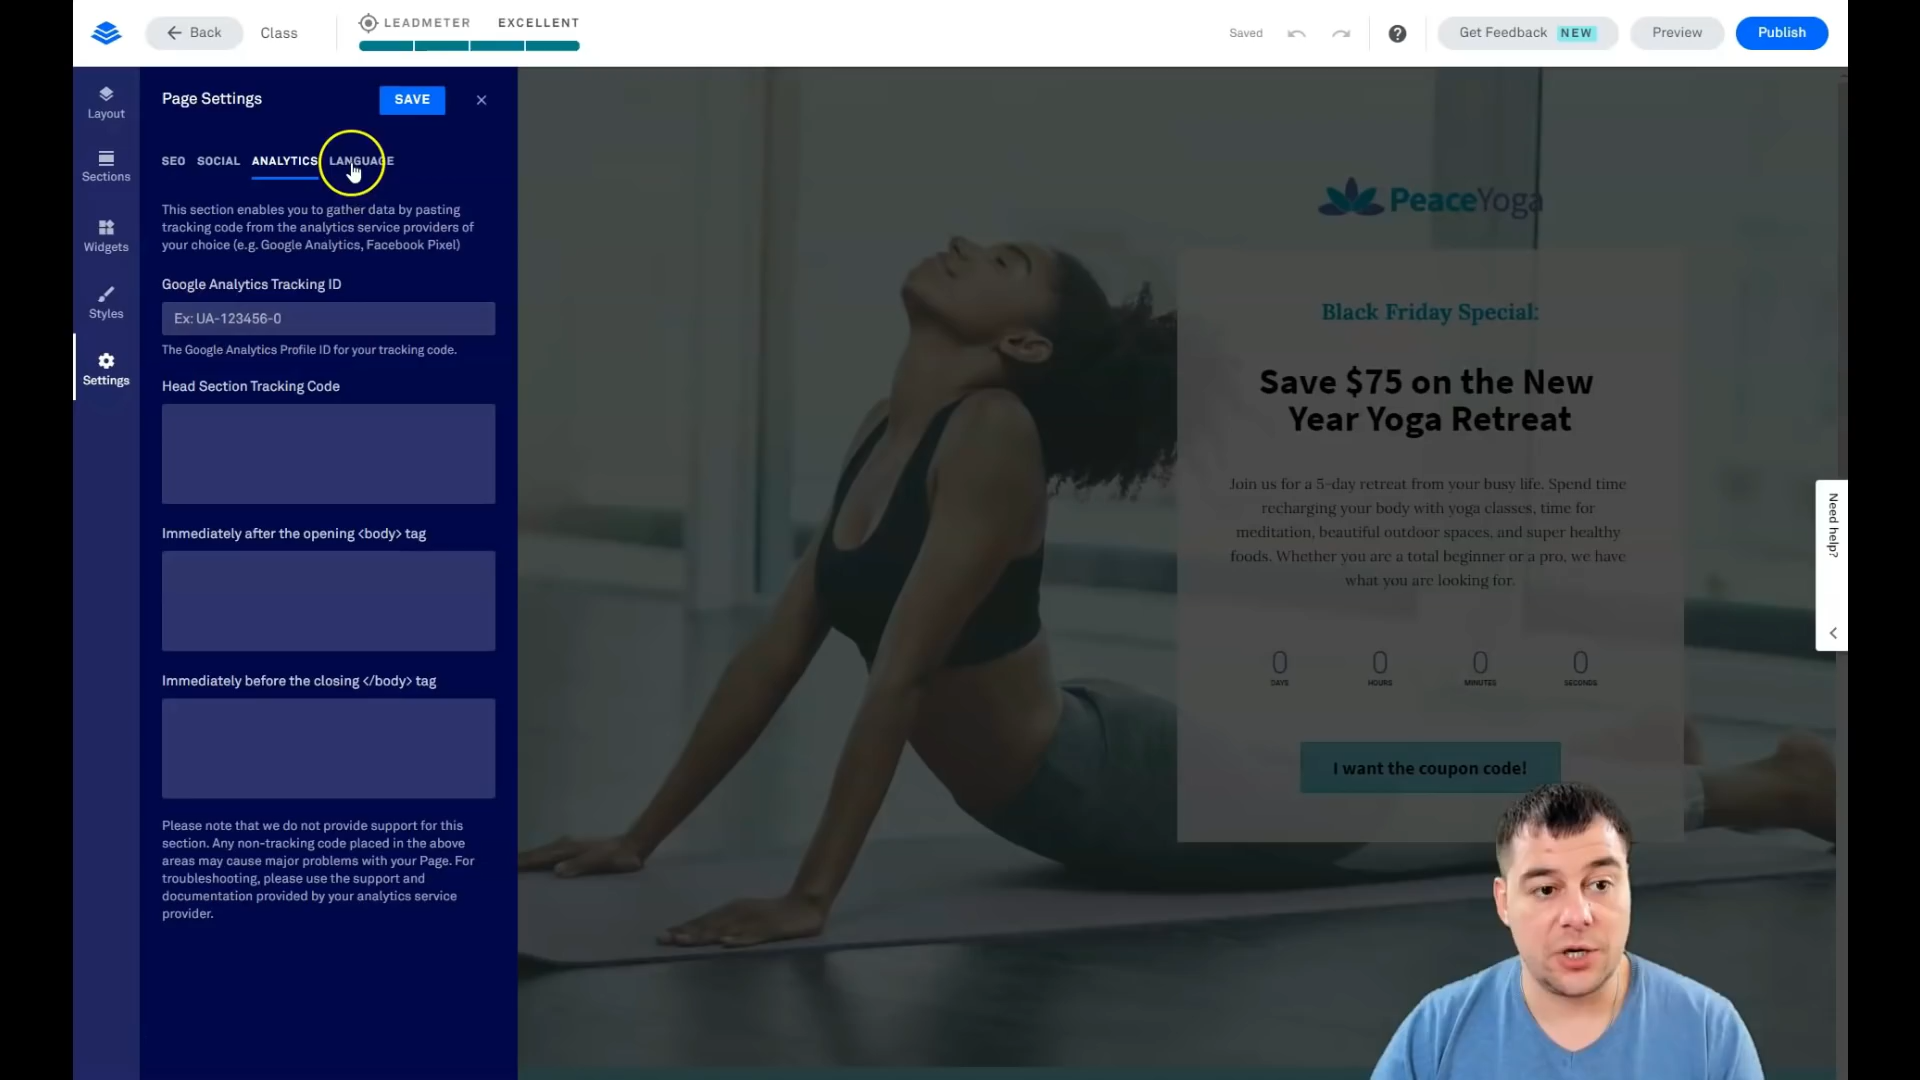 Back
Class
LEADMETER
EXCELLENT
Saved
Get Feedback NEW
Preview
Publish
Layout
Sections
Widgets
Styles
Settings
Page Settings
SAVE
SEO SOCIAL ANALYTICS LANGUAGE
This section enables you to gather data by pasting
tracking code from the analytics service providers of
your choice (e.g. Google Analytics, Facebook Pixel)
Google Analytics Tracking ID
Ex: UA-123456-0
The Google Analytics Profile ID for your tracking code.
Head Section Tracking Code
Immediately after the opening <body> tag
Immediately before the closing </body> tag
Please note that we do not provide support for this
section. Any non-tracking code placed in the above
areas may cause major problems with your Page. For
troubleshooting, please use the support and
documentation provided by your analytics service
provider.
PeaceYoga
Black Friday Special:
Save $75 on the New
Year Yoga Retreat
Join us for a 5-day retreat from your busy life. Spend time
recharging your body with yoga classes, time for
meditation, beautiful outdoor spaces, and super healthy
foods. Whether you are a total beginner or a pro, we have
what you are looking for.
0 0 0 0
DAYS HOURS MINUTES SECONDS
I want the coupon code!
Need help?